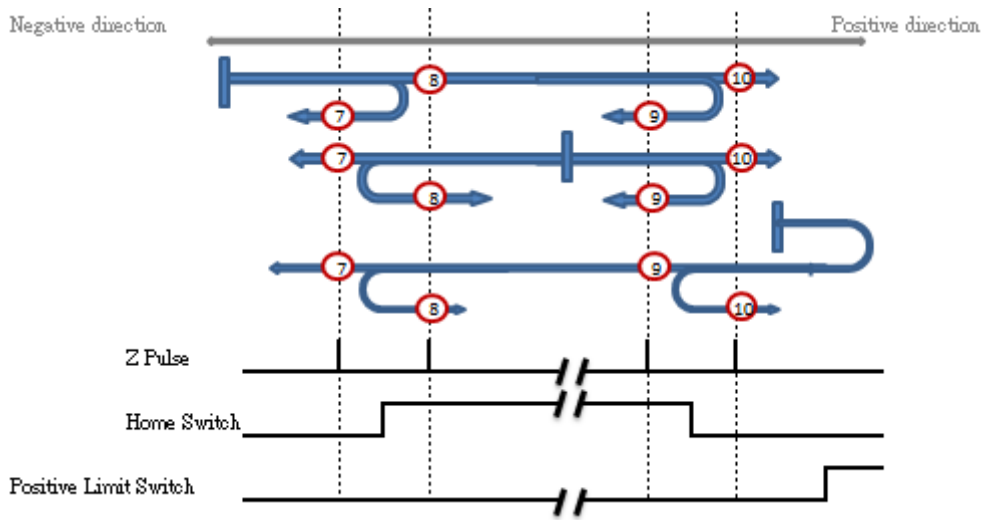 Negative direction Positive direction
8 10
7 9
7 10
8 9
7 9
8 10
Z Pulse
Home Switch
Positive Limit Switch